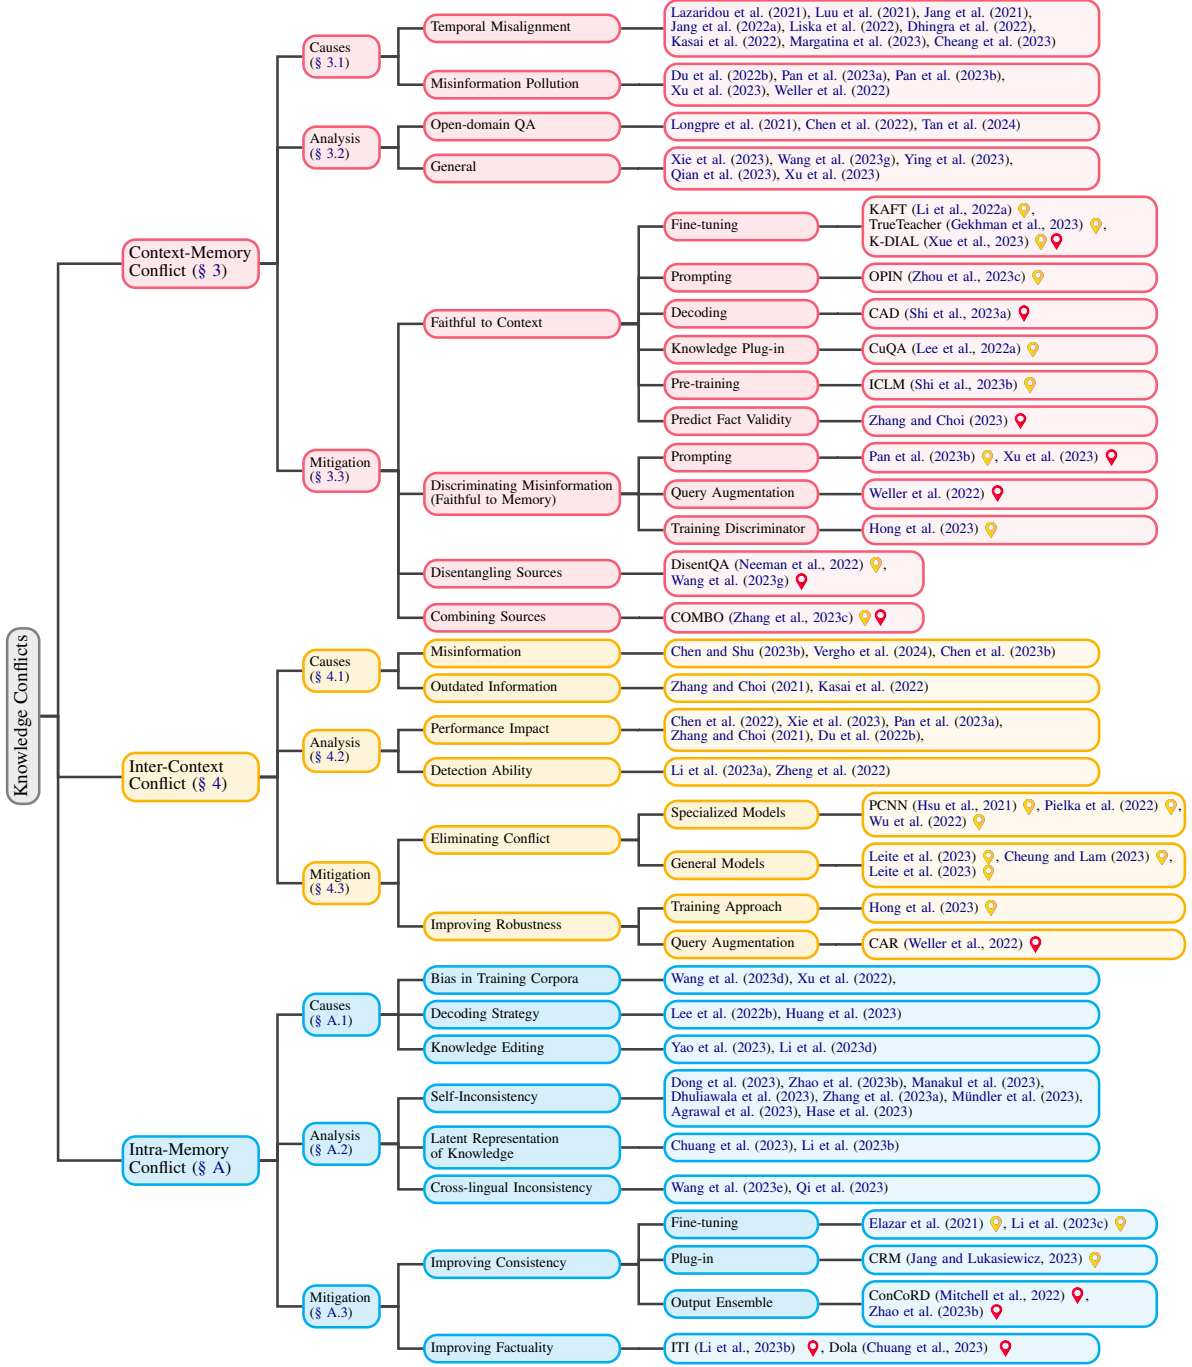 Knowledge Conflicts
Context-Memory
Conflict (§ 3)
Causes
(§ 3.1)
Temporal Misalignment
Lazaridou et al. (2021), Luu et al. (2021), Jang et al. (2021),
Jang et al. (2022a), Liska et al. (2022), Dhingra et al. (2022),
Kasai et al. (2022), Margatina et al. (2023), Cheang et al. (2023)
Misinformation Pollution
Du et al. (2022b), Pan et al. (2023a), Pan et al. (2023b),
Xu et al. (2023), Weller et al. (2022)
Analysis
(§ 3.2)
Open-domain QA
Longpre et al. (2021), Chen et al. (2022), Tan et al. (2024)
General
Xie et al. (2023), Wang et al. (2023g), Ying et al. (2023),
Qian et al. (2023), Xu et al. (2023)
Mitigation
(§ 3.3)
Faithful to Context
Fine-tuning
KAFT (Li et al., 2022a) ,
TrueTeacher (Gekhman et al., 2023) ,
K-DIAL (Xue et al., 2023)
Prompting
OPIN (Zhou et al., 2023c)
Decoding
CAD (Shi et al., 2023a)
Knowledge Plug-in
CuQA (Lee et al., 2022a)
Pre-training
ICLM (Shi et al., 2023b)
Predict Fact Validity
Zhang and Choi (2023)
Discriminating Misinformation
(Faithful to Memory)
Prompting
Pan et al. (2023b) , Xu et al. (2023)
Query Augmentation
Weller et al. (2022)
Training Discriminator
Hong et al. (2023)
Disentangling Sources
DisentQA (Neeman et al., 2022) ,
Wang et al. (2023g)
Combining Sources
COMBO (Zhang et al., 2023c)
Inter-Context
Conflict (§ 4)
Causes
(§ 4.1)
Misinformation
Chen and Shu (2023b), Vergho et al. (2024), Chen et al. (2023b)
Outdated Information
Zhang and Choi (2021), Kasai et al. (2022)
Analysis
(§ 4.2)
Performance Impact
Chen et al. (2022), Xie et al. (2023), Pan et al. (2023a),
Zhang and Choi (2021), Du et al. (2022b),
Detection Ability
Li et al. (2023a), Zheng et al. (2022)
Mitigation
(§ 4.3)
Eliminating Conflict
Specialized Models
PCNN (Hsu et al., 2021) , Pielka et al. (2022) ,
Wu et al. (2022)
General Models
Leite et al. (2023) , Cheung and Lam (2023) ,
Leite et al. (2023)
Improving Robustness
Training Approach
Hong et al. (2023)
Query Augmentation
CAR (Weller et al., 2022)
Intra-Memory
Conflict (§ A)
Causes
(§ A.1)
Bias in Training Corpora
Wang et al. (2023d), Xu et al. (2022),
Decoding Strategy
Lee et al. (2022b), Huang et al. (2023)
Knowledge Editing
Yao et al. (2023), Li et al. (2023d)
Analysis
(§ A.2)
Self-Inconsistency
Dong et al. (2023), Zhao et al. (2023b), Manakul et al. (2023),
Dhuliawala et al. (2023), Zhang et al. (2023a), Mündler et al. (2023),
Agrawal et al. (2023), Hase et al. (2023)
Latent Representation
of Knowledge
Chuang et al. (2023), Li et al. (2023b)
Cross-lingual Inconsistency
Wang et al. (2023e), Qi et al. (2023)
Mitigation
(§ A.3)
Improving Consistency
Fine-tuning
Elazar et al. (2021) , Li et al. (2023c)
Plug-in
CRM (Jang and Lukasiewicz, 2023)
Output Ensemble
ConCoRD (Mitchell et al., 2022) ,
Zhao et al. (2023b)
Improving Factuality
ITI (Li et al., 2023b) , Dola (Chuang et al., 2023)